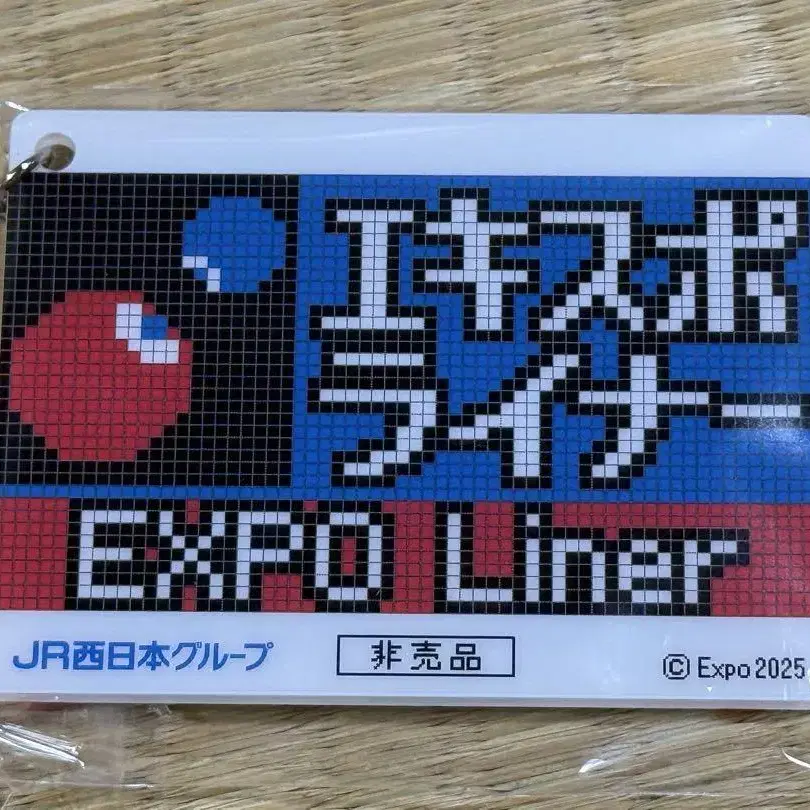 エキスポ
ライナー
EXPO Liner
JR西日本グループ
非売品
© Expo 2025